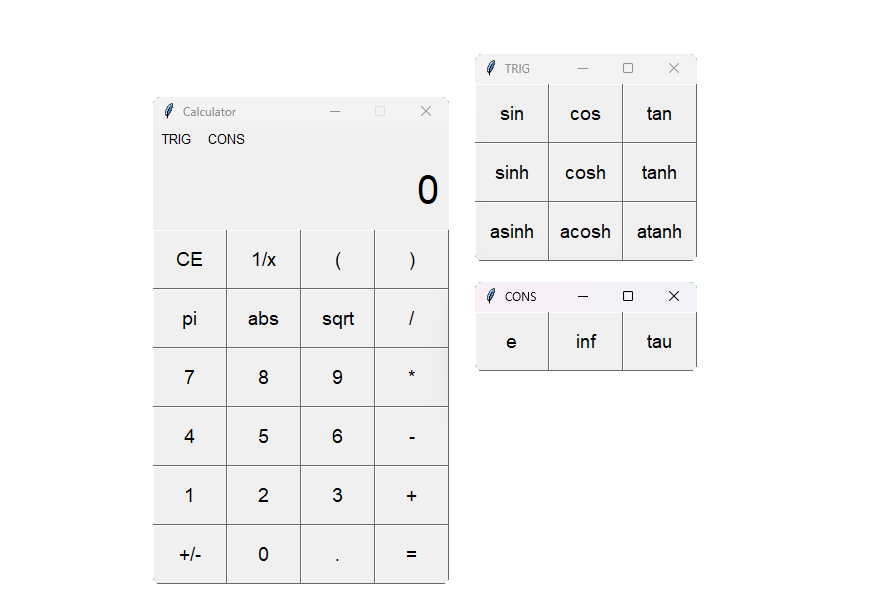 Calculator
TRIG CONS
0
CE 1/x ( )
pi abs sqrt /
7 8 9 *
4 5 6 -
1 2 3 +
+/- 0 . =
TRIG
sin cos tan
sinh cosh tanh
asinh acosh atanh
CONS
e inf tau